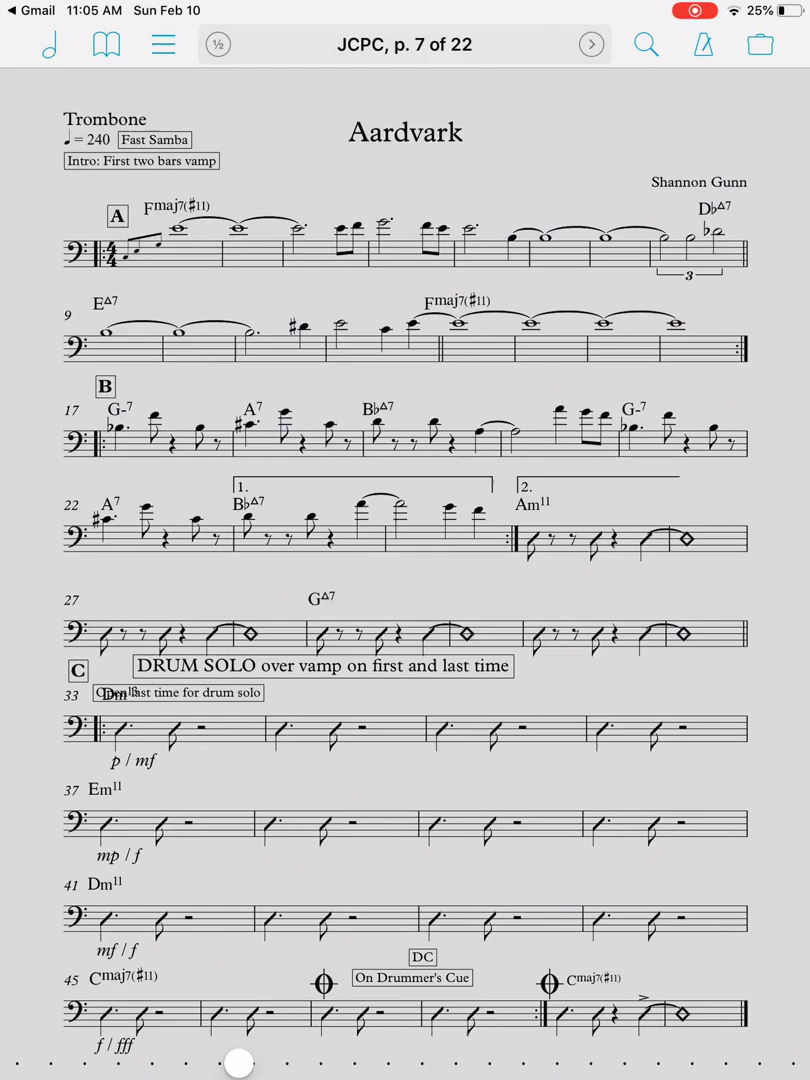 Gmail 11:05 AM Sun Feb 10 25%
½ JCPC, p. 7 of 22
Trombone
Aardvark
♩ = 240 Fast Samba
Intro: First two bars vamp
Shannon Gunn
A Fmaj7(♯11) D♭Δ7
4/4
3
9 EΔ7 Fmaj7(♯11)
B
17 G-7 A7 B♭Δ7 G-7
1. 2.
22 A7 B♭Δ7 Am11
27 GΔ7
C DRUM SOLO over vamp on first and last time
33 last time for drum solo
p / mf
37 Em11
mp / f
41 Dm11
mf / f
DC
45 Cmaj7(♯11) On Drummer's Cue Cmaj7(♯11)
f / fff